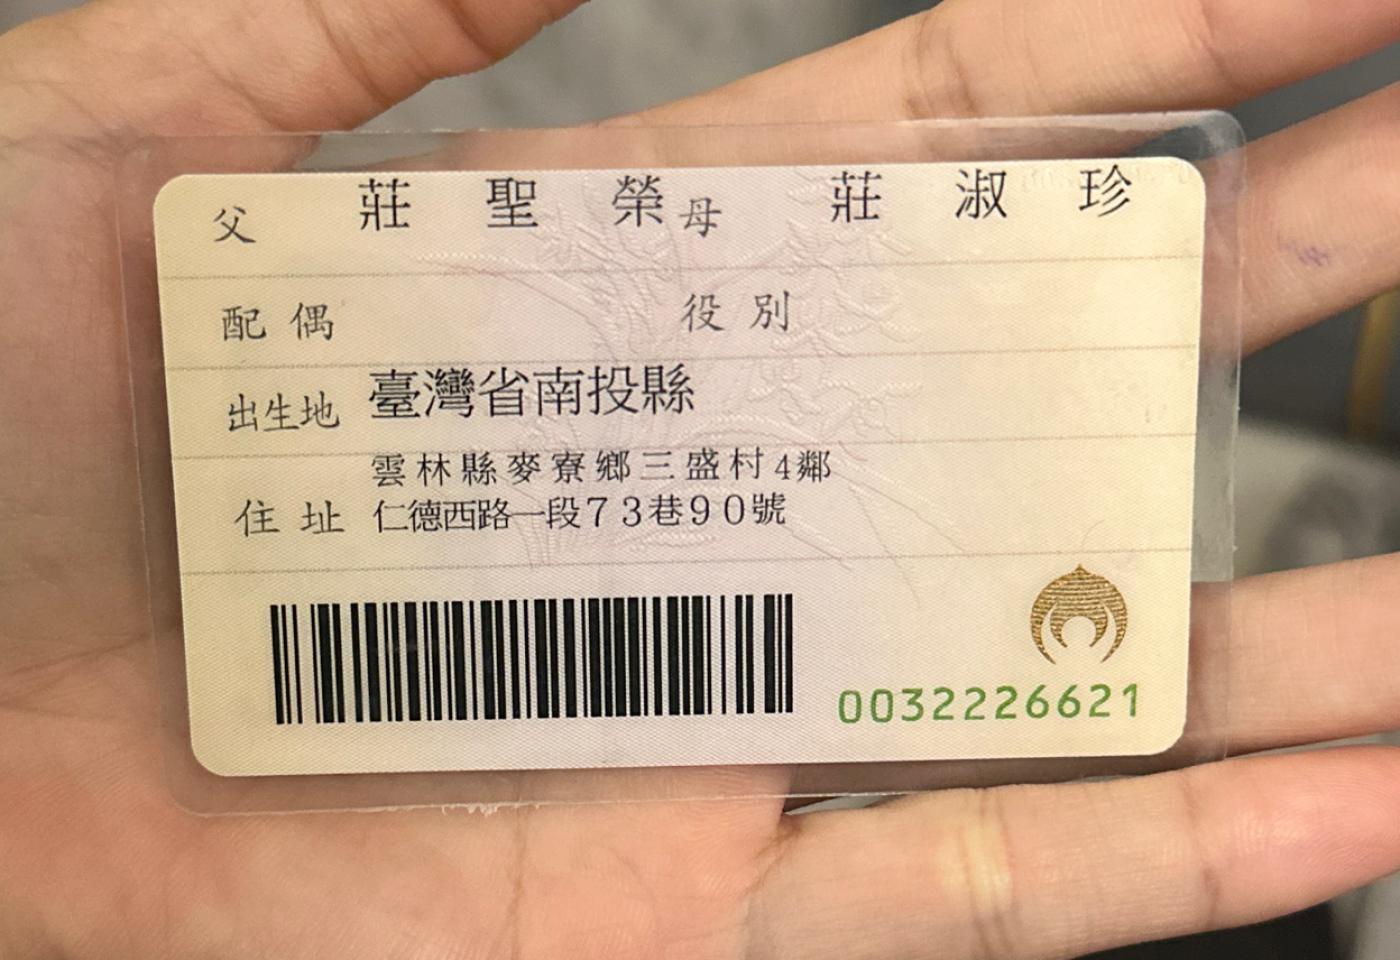 父 莊聖榮 母 莊淑珍
配偶 役別
出生地 臺灣省南投縣
雲林縣麥寮鄉三盛村4鄰
住址 仁德西路一段73巷90號
0032226621